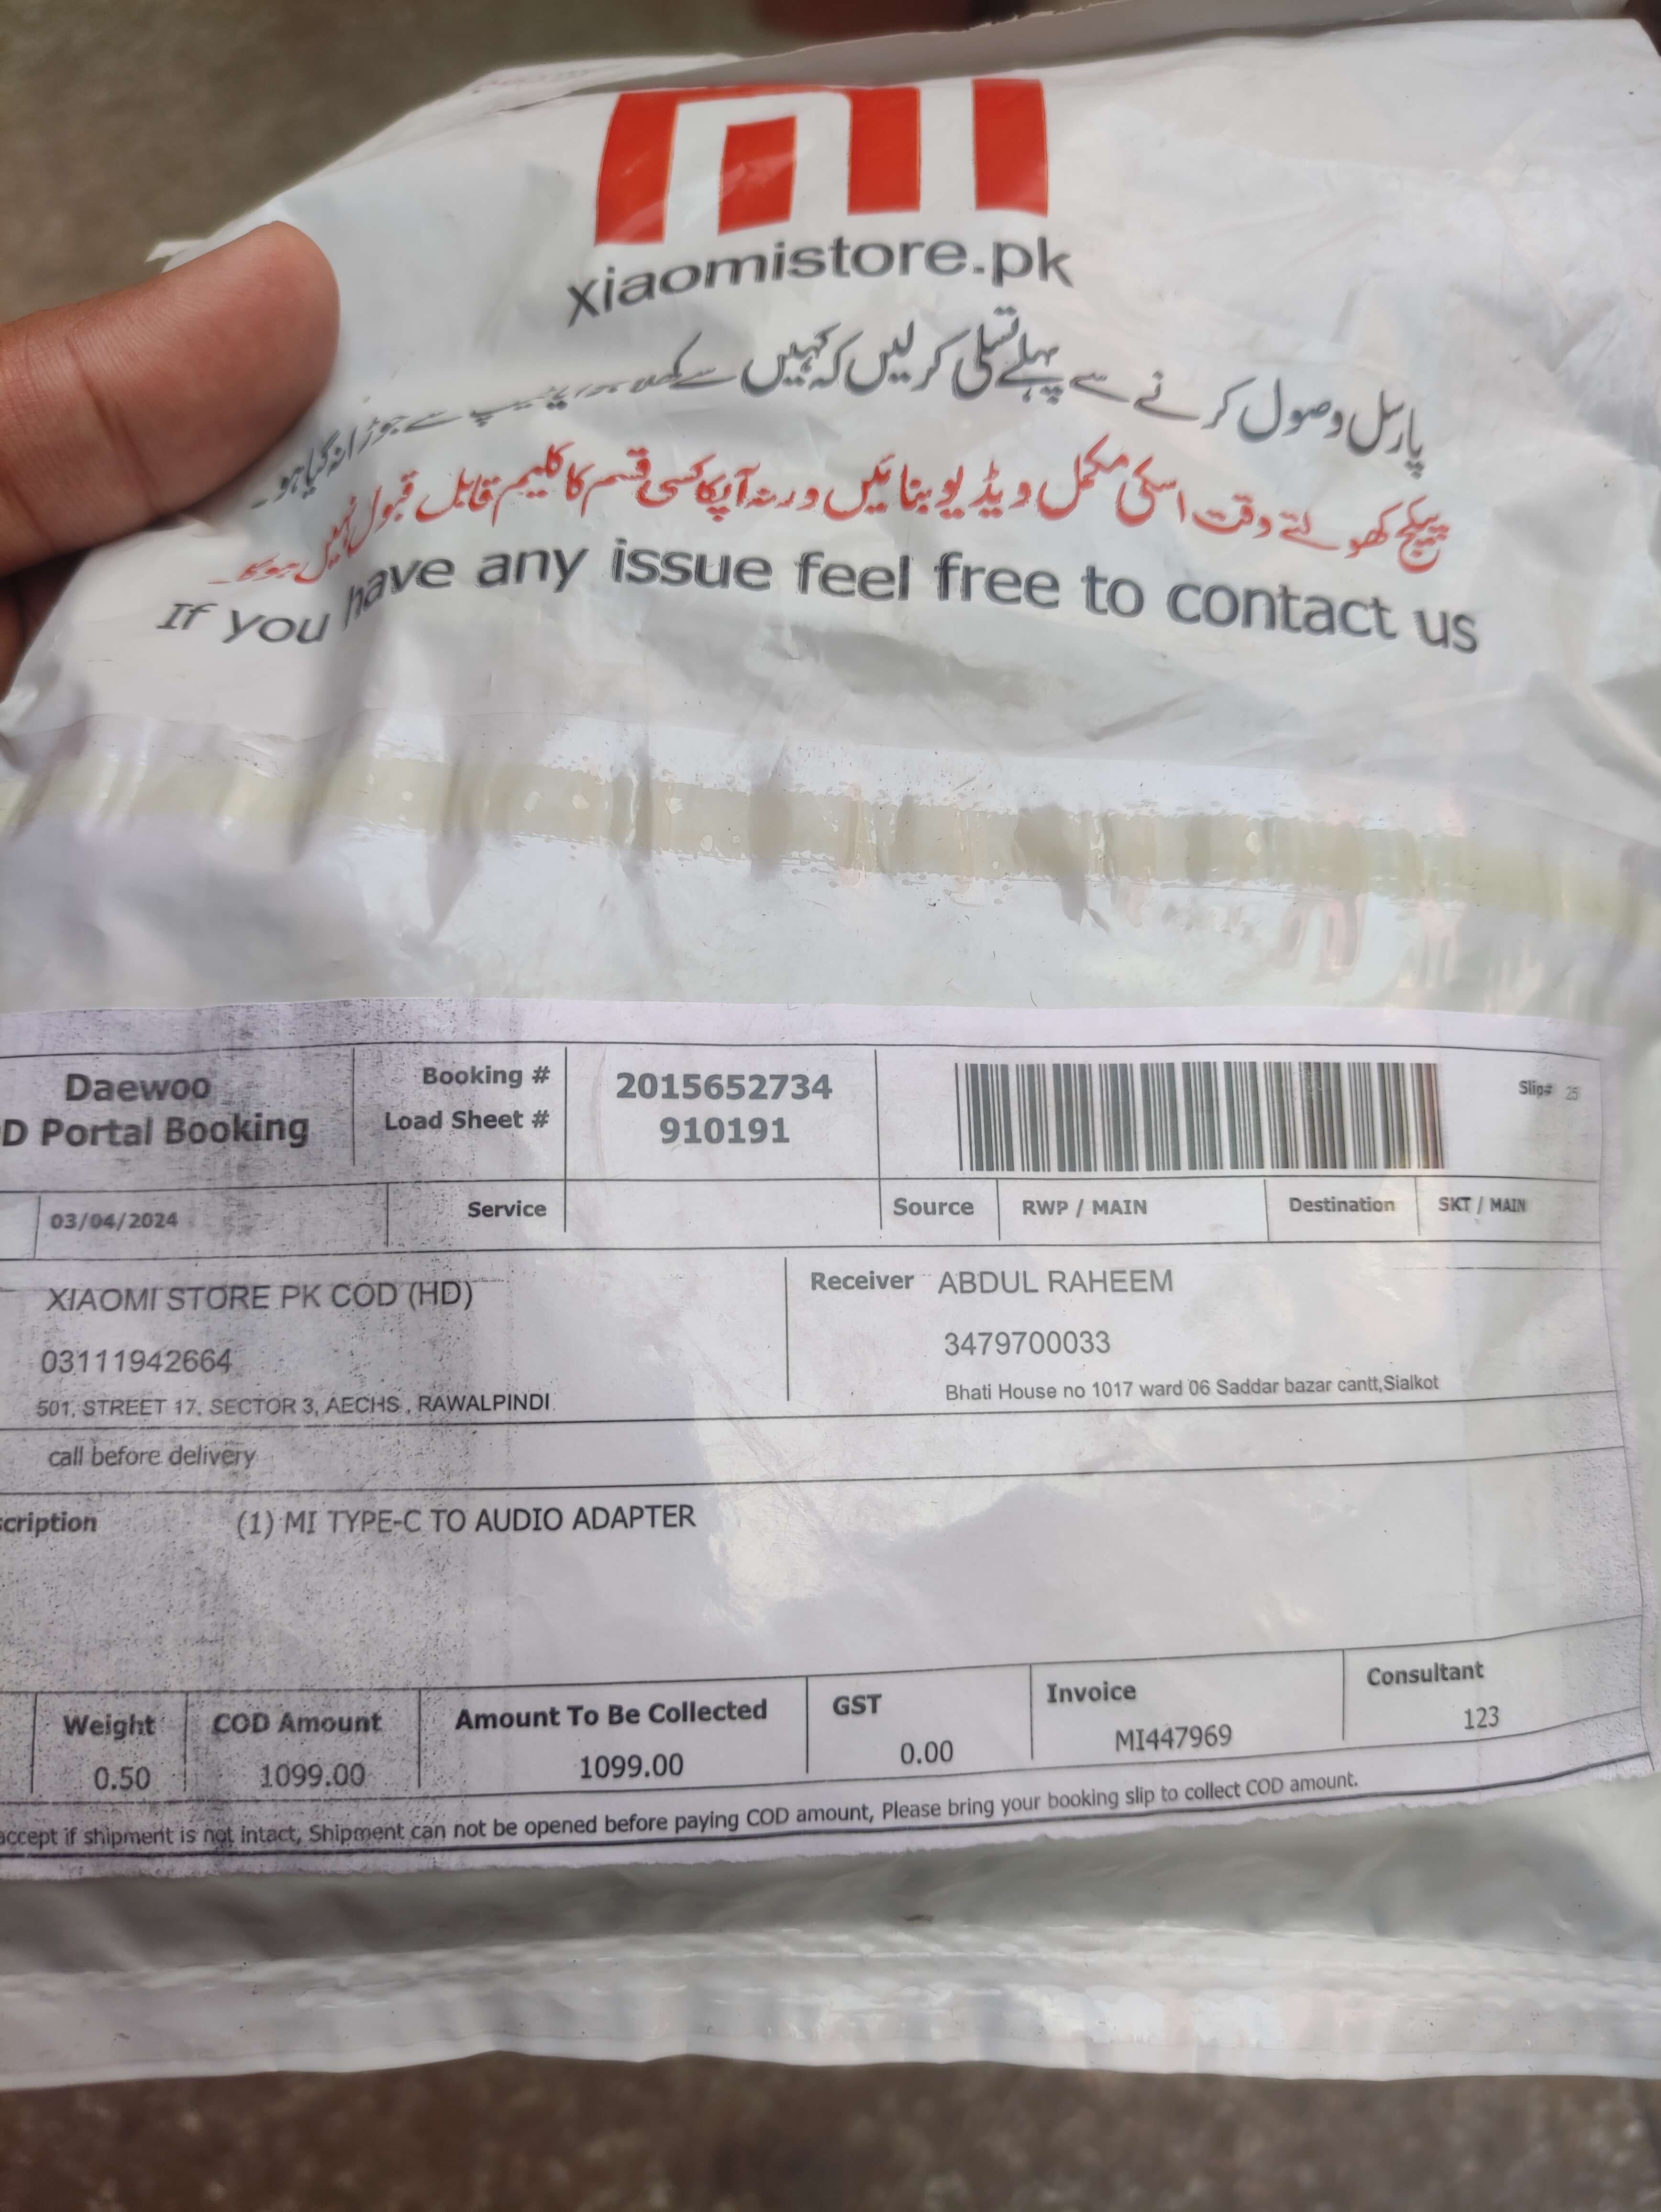 mi
xiaomistore.pk
پارسل وصول کرنے سے پہلے تسلی کر لیں کہ کہیں سے جوڑا نہ گیا ہو۔
پیکج کھولتے وقت اسکی مکمل ویڈیو بنائیں ورنہ آپکا کسی قسم کا کلیم قابل قبول نہیں ہوگا۔
If you have any issue feel free to contact us
Daewoo
D Portal Booking
Booking # 2015652734
Load Sheet # 910191
Slip# 25
03/04/2024 Service Source RWP / MAIN Destination SKT / MAIN
XIAOMI STORE PK COD (HD)
03111942664
501, STREET 17, SECTOR 3, AECHS , RAWALPINDI
Receiver ABDUL RAHEEM
3479700033
Bhati House no 1017 ward 06 Saddar bazar cantt,Sialkot
call before delivery
scription (1) MI TYPE-C TO AUDIO ADAPTER
Weight COD Amount Amount To Be Collected GST Invoice Consultant
0.50 1099.00 1099.00 0.00 MI447969 123
accept if shipment is not intact, Shipment can not be opened before paying COD amount, Please bring your booking slip to collect COD amount.